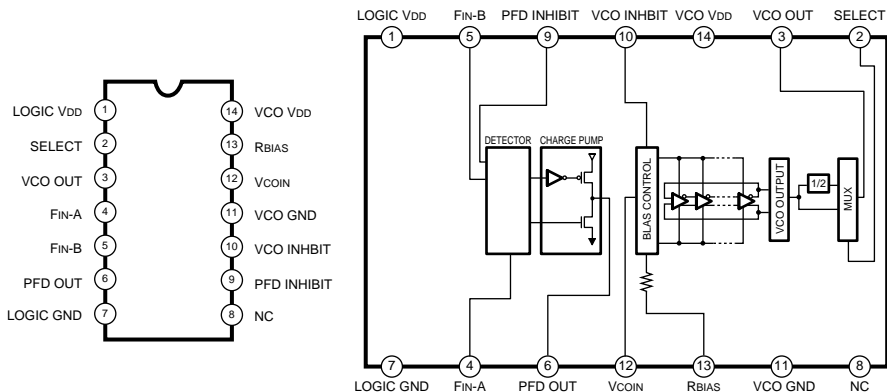 LOGIC VDD
1
SELECT
2
VCO OUT
3
FIN-A
4
FIN-B
5
PFD OUT
6
LOGIC GND
7
14
VCO VDD
13
RBIAS
12
VCOIN
11
VCO GND
10
VCO INHBIT
9
PFD INHIBIT
8
NC
LOGIC VDD
FIN-B
PFD INHIBIT
VCO INHBIT
VCO VDD
VCO OUT
SELECT
1
5
9
10
14
3
2
DETECTOR
CHARGE PUMP
BLAS CONTROL
VCO OUTPUT
1/2
MUX
7
4
6
12
13
11
8
LOGIC GND
FIN-A
PFD OUT
VCOIN
RBIAS
VCO GND
NC